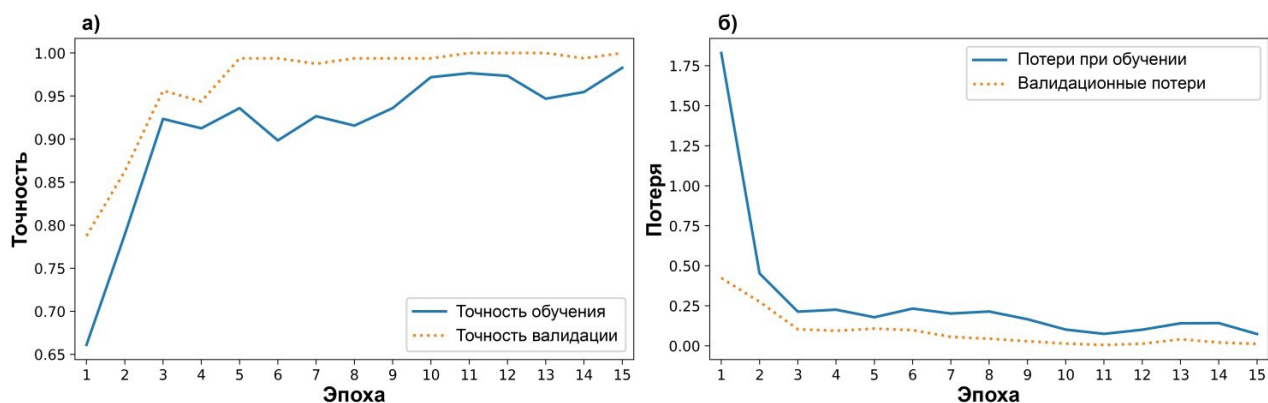 а)
1.00
0.95
0.90
0.85
0.80
0.75
0.70
0.65
Точность
Точность обучения
Точность валидации
1 2 3 4 5 6 7 8 9 10 11 12 13 14 15
Эпоха
б)
1.75
1.50
1.25
1.00
0.75
0.50
0.25
0.00
Потеря
Потери при обучении
Валидационные потери
1 2 3 4 5 6 7 8 9 10 11 12 13 14 15
Эпоха